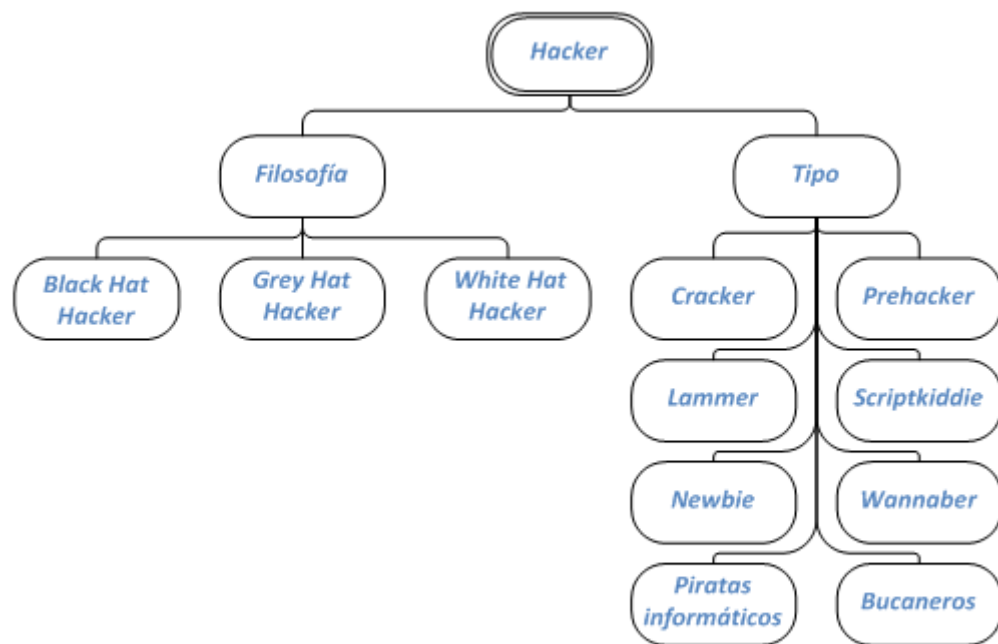 Hacker
Filosofía
Tipo
Black Hat
Hacker
Grey Hat
Hacker
White Hat
Hacker
Cracker
Prehacker
Lammer
Scriptkiddie
Newbie
Wannaber
Piratas
informáticos
Bucaneros